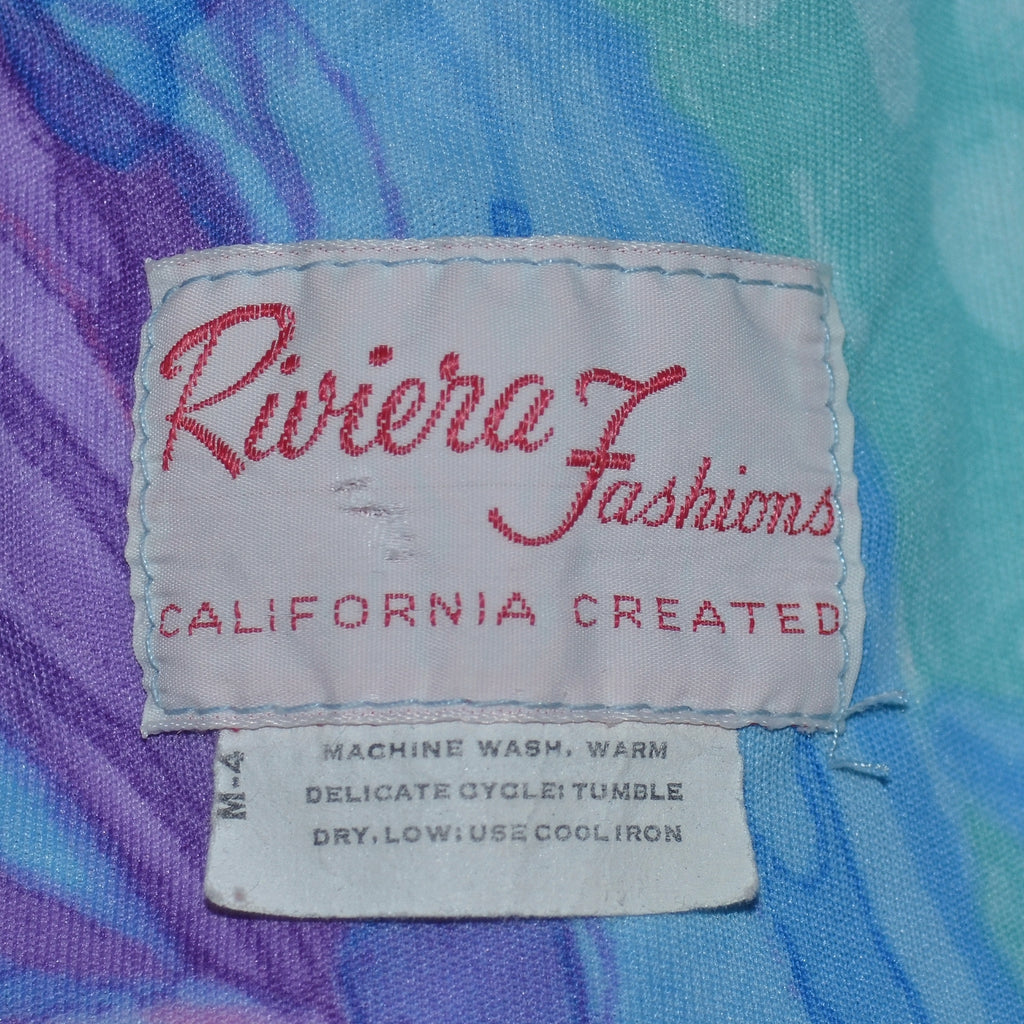 Riviera Fashions
CALIFORNIA CREATED
M-4
MACHINE WASH, WARM
DELICATE CYCLE; TUMBLE
DRY, LOW; USE COOL IRON